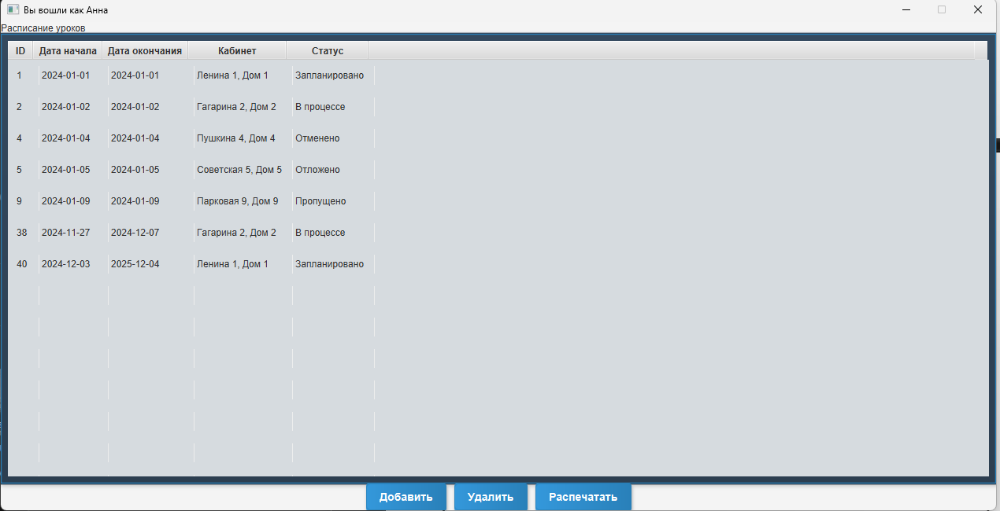 Вы вошли как Анна
Расписание уроков
ID Дата начала Дата окончания Кабинет Статус
1 2024-01-01 2024-01-01 Ленина 1, Дом 1 Запланировано
2 2024-01-02 2024-01-02 Гагарина 2, Дом 2 В процессе
4 2024-01-04 2024-01-04 Пушкина 4, Дом 4 Отменено
5 2024-01-05 2024-01-05 Советская 5, Дом 5 Отложено
9 2024-01-09 2024-01-09 Парковая 9, Дом 9 Пропущено
38 2024-11-27 2024-12-07 Гагарина 2, Дом 2 В процессе
40 2024-12-03 2025-12-04 Ленина 1, Дом 1 Запланировано
Добавить Удалить Распечатать